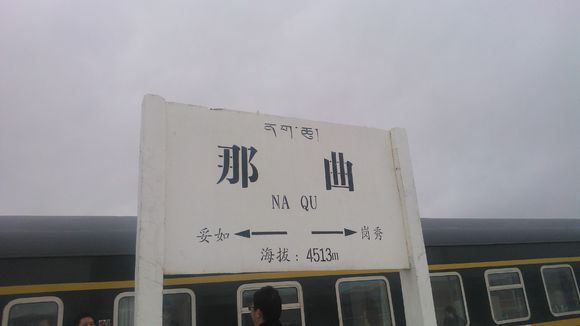 ནག་ཆུ།
那曲
NA QU
妥如 ← → 岗秀
海拔：4513m